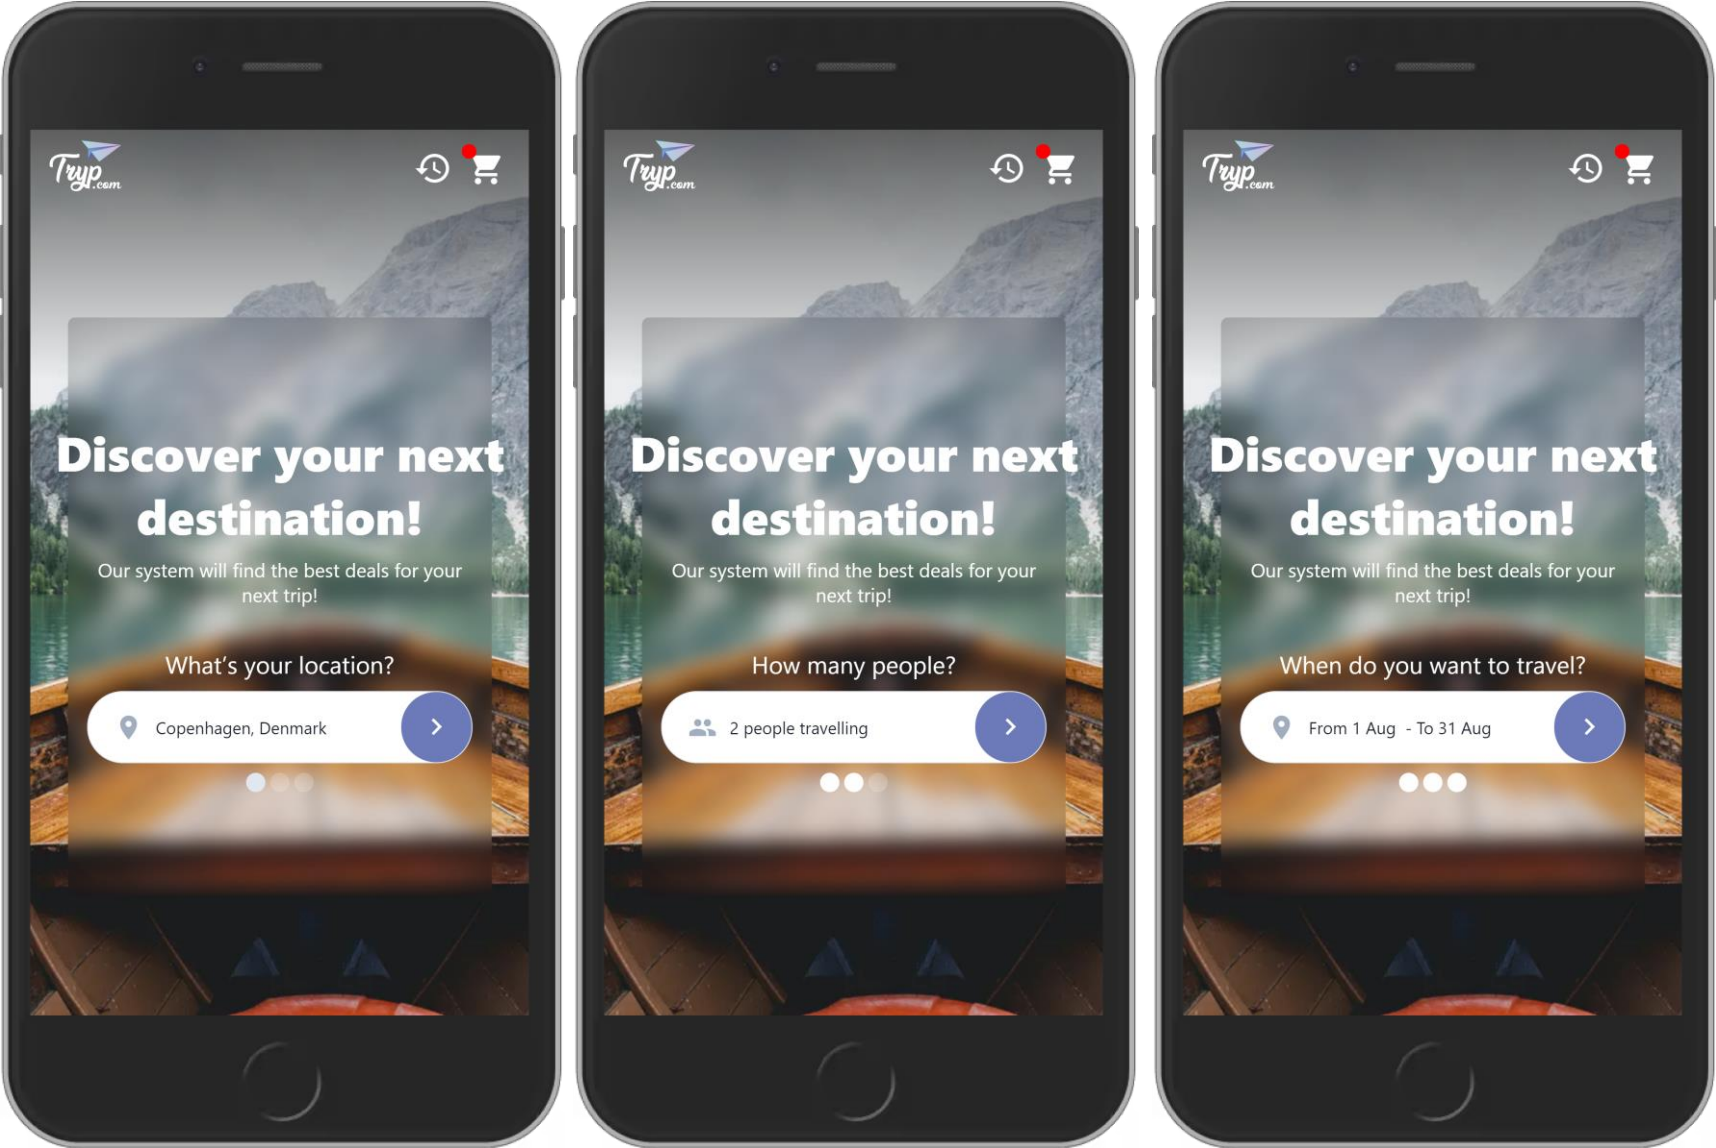 Tryp.com
Discover your next
destination!
Our system will find the best deals for your
next trip!
What's your location?
Copenhagen, Denmark
Tryp.com
Discover your next
destination!
Our system will find the best deals for your
next trip!
How many people?
2 people travelling
Tryp.com
Discover your next
destination!
Our system will find the best deals for your
next trip!
When do you want to travel?
From 1 Aug - To 31 Aug